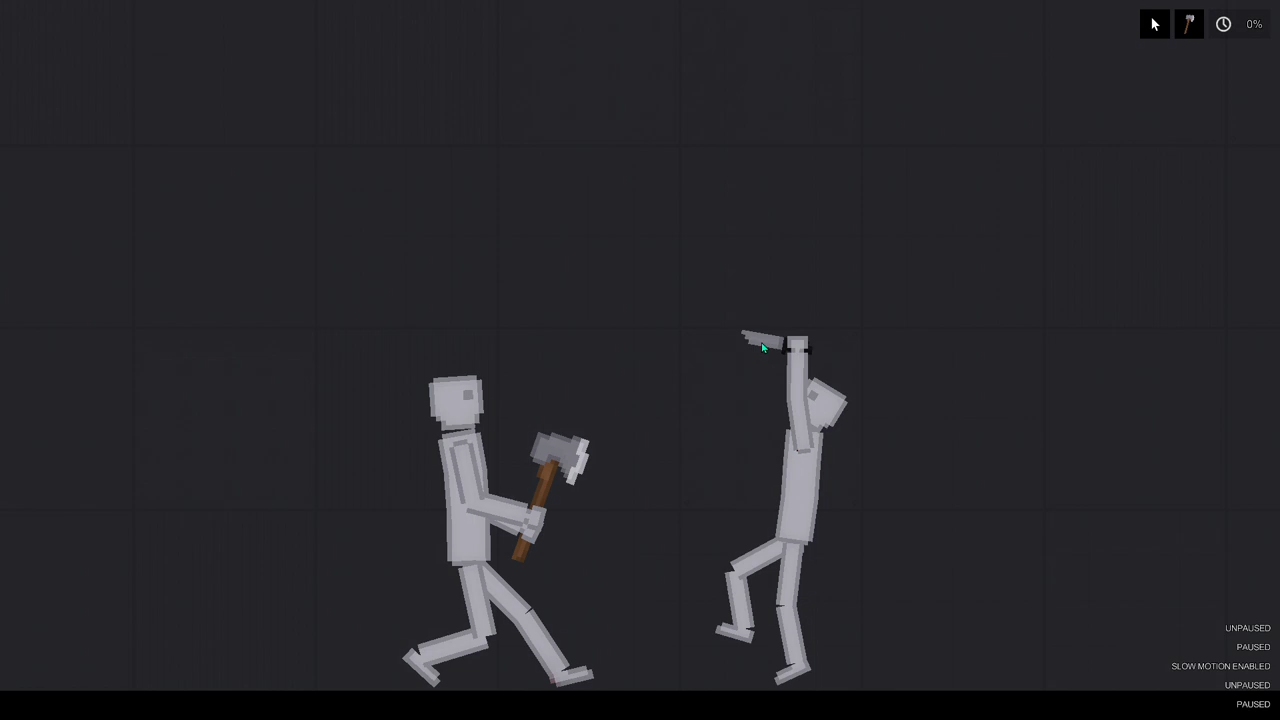 0%
UNPAUSED
PAUSED
SLOW MOTION ENABLED
UNPAUSED
PAUSED